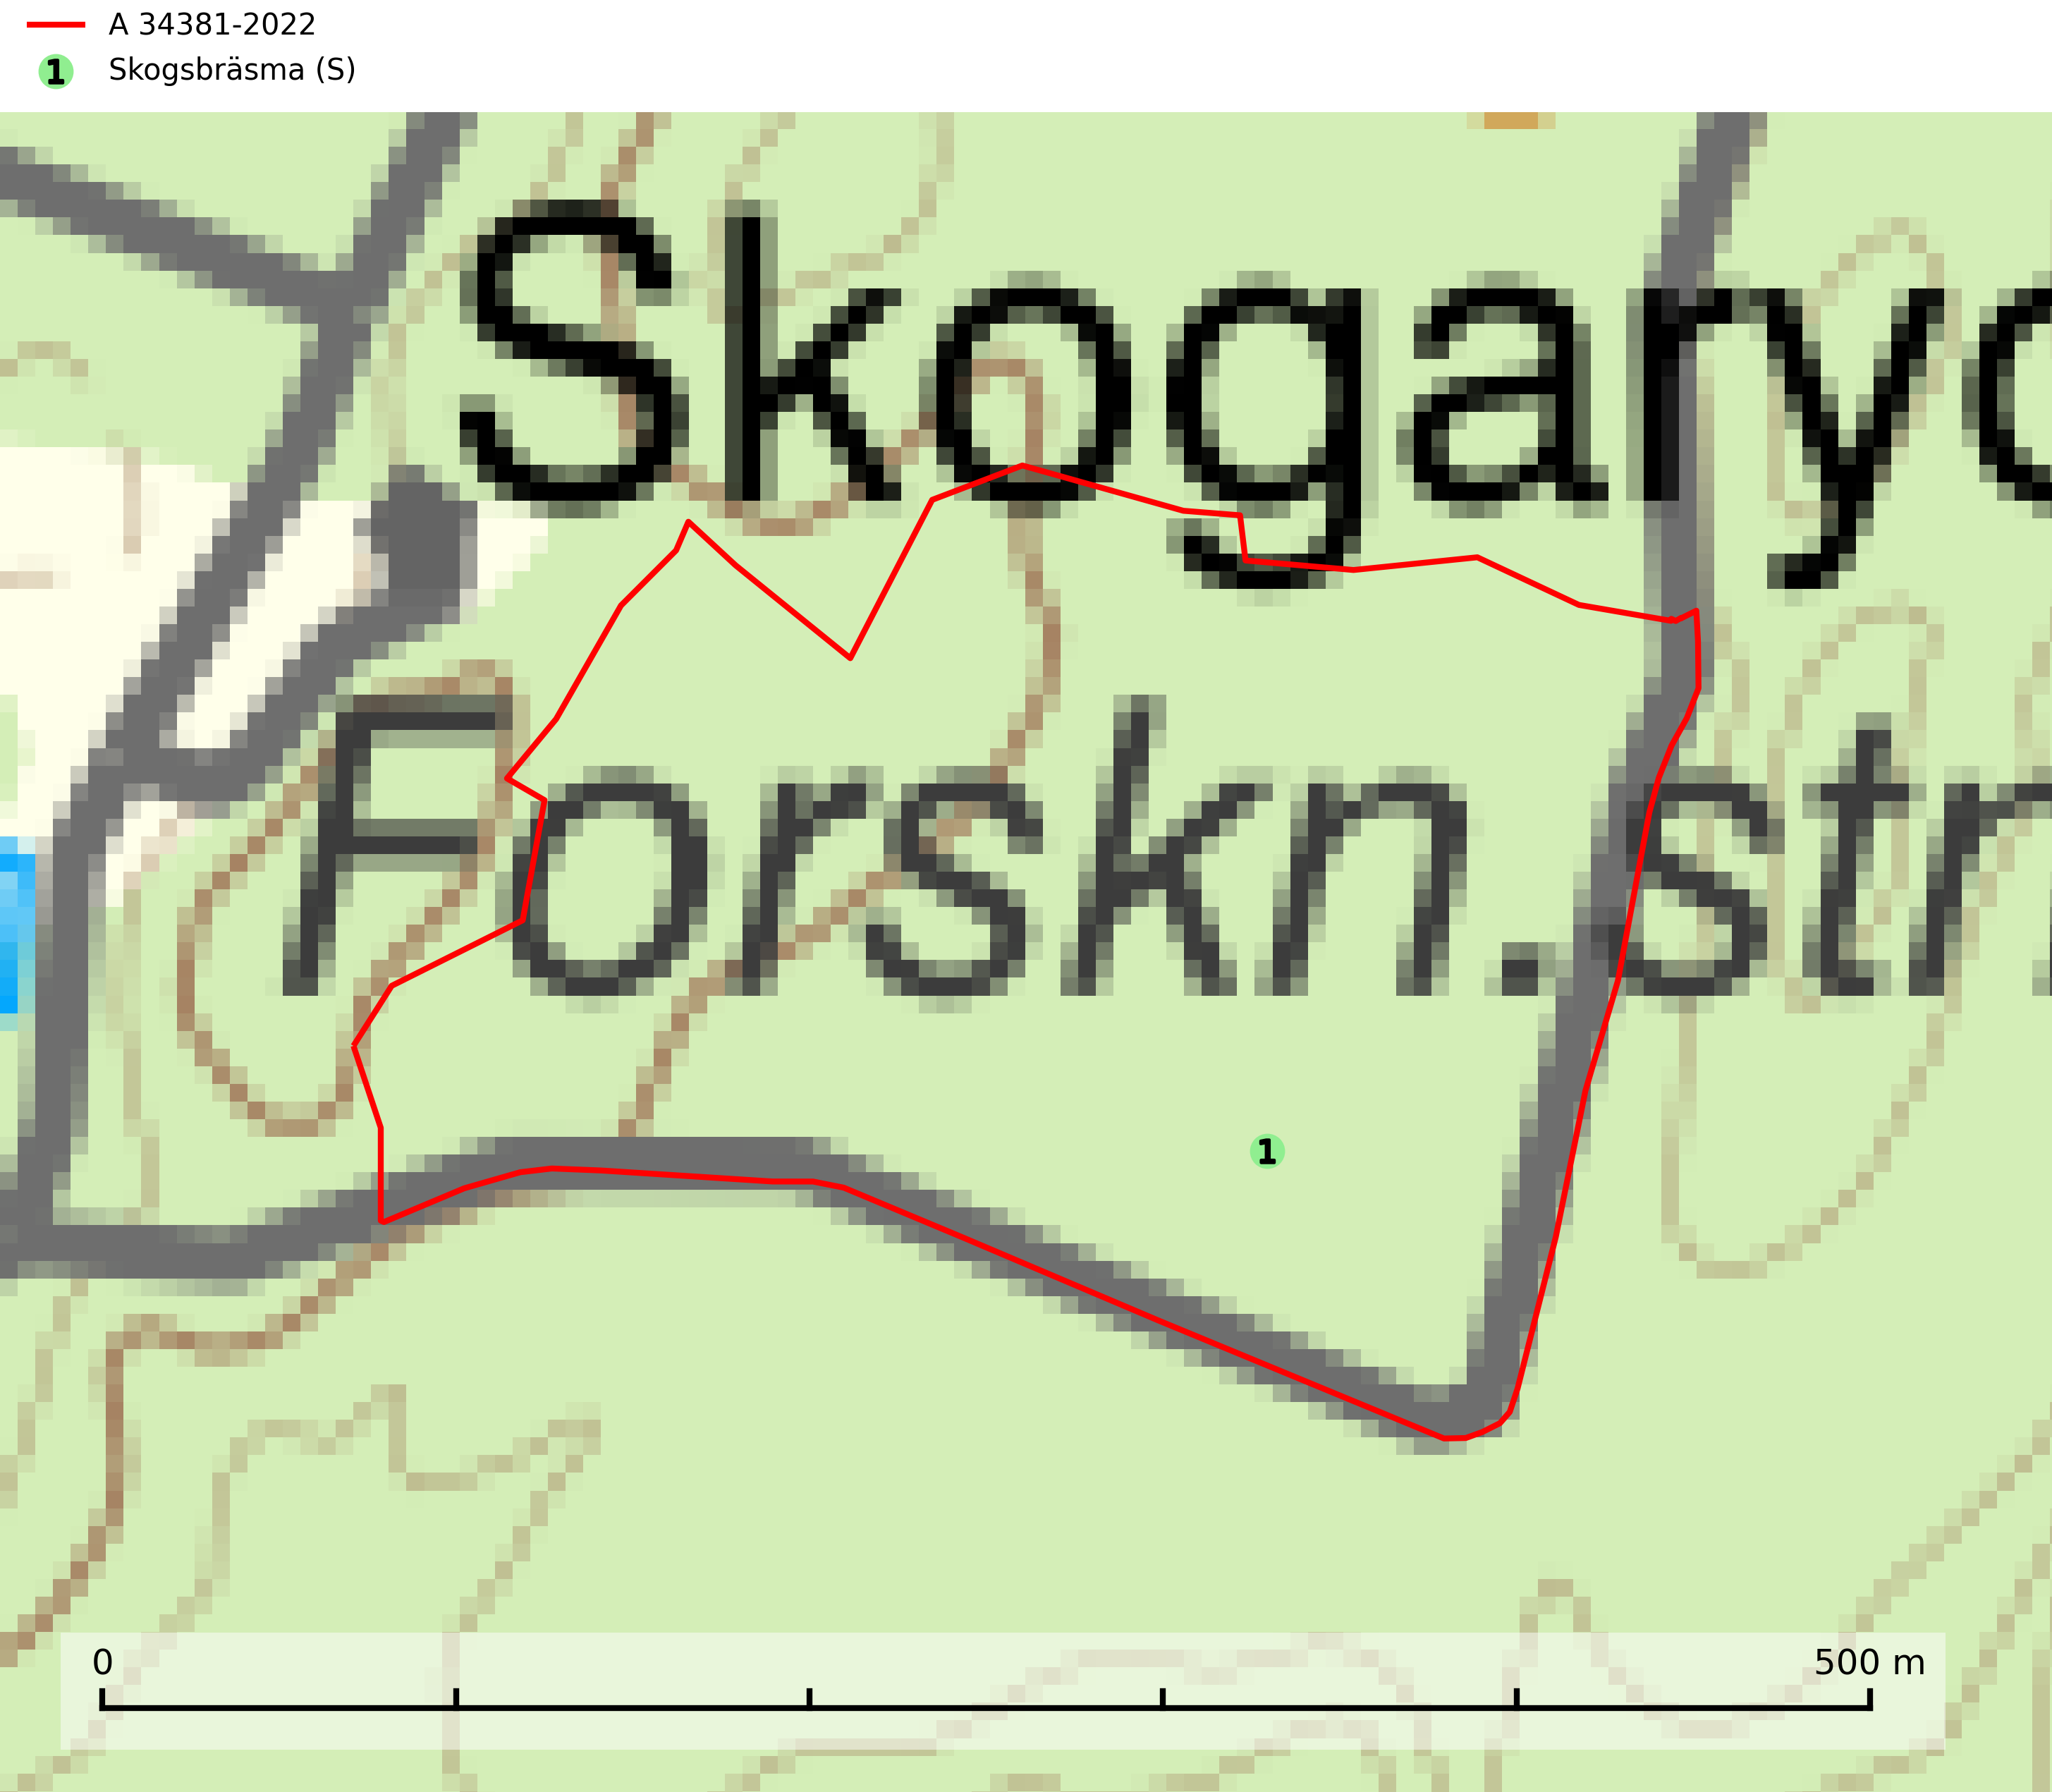 A 34381-2022
1 Skogsbräsma (S)
Skogaryd
Forskn.str
1
0 500 m